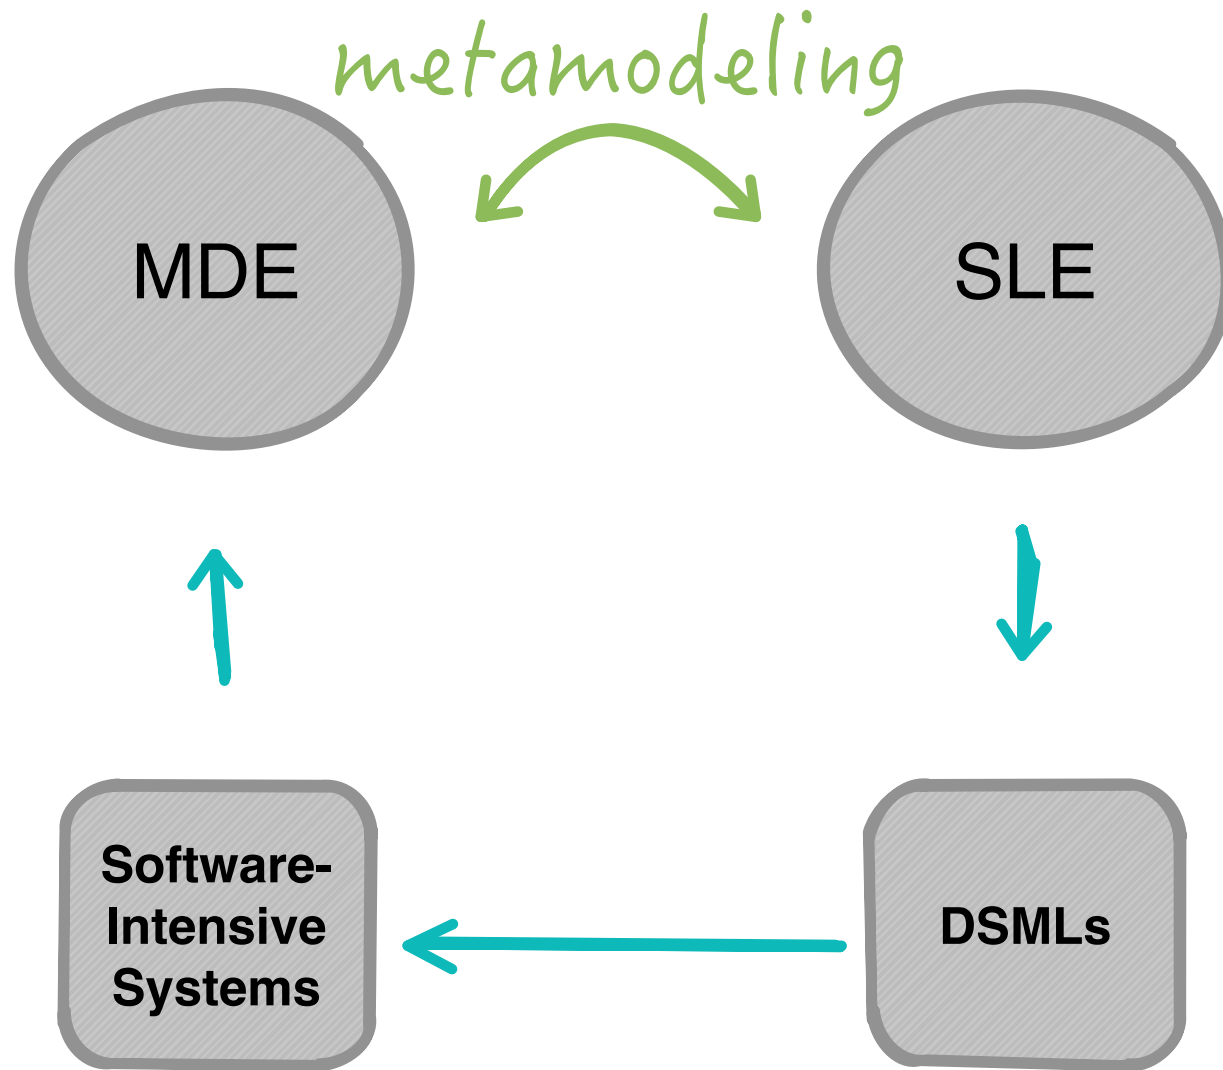 metamodeling
MDE
SLE
Software-
Intensive
Systems
DSMLs